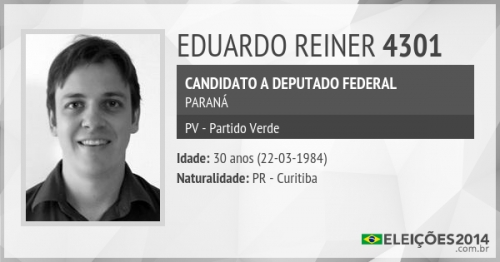 EDUARDO REINER 4301
CANDIDATO A DEPUTADO FEDERAL
PARANÁ
PV - Partido Verde
Idade: 30 anos (22-03-1984)
Naturalidade: PR - Curitiba
ELEIÇÕES2014
.com.br